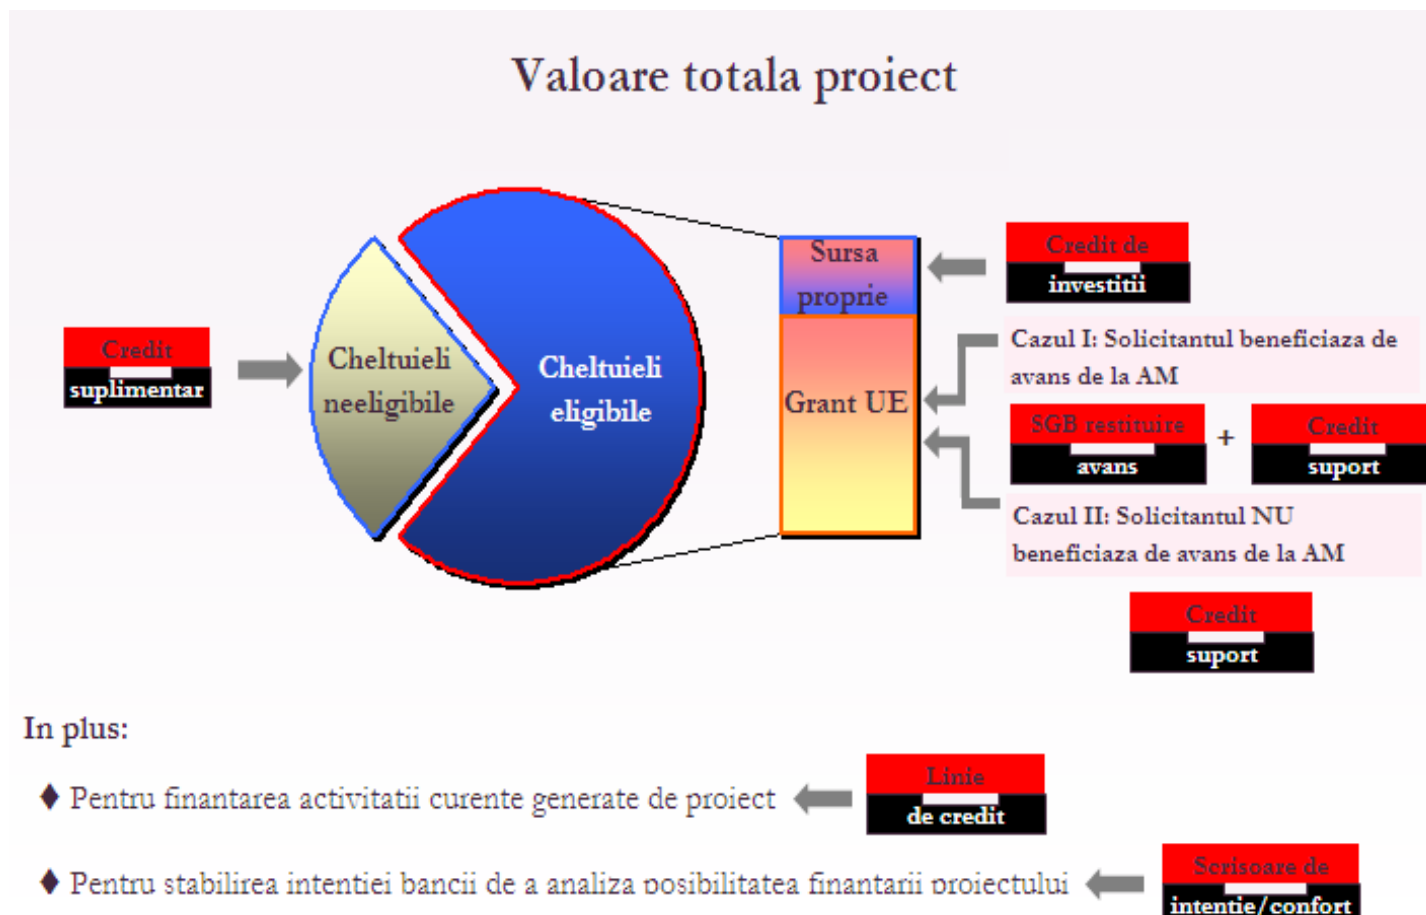 Valoare totala proiect
Credit
suplimentar
Cheltuieli
neeligibile
Cheltuieli
eligibile
Sursa
proprie
Grant UE
Credit de
investitii
Cazul I: Solicitantul beneficiaza de
avans de la AM
SGB restituire
avans
+
Credit
suport
Cazul II: Solicitantul NU
beneficiaza de avans de la AM
Credit
suport
In plus:
♦ Pentru finantarea activitatii curente generate de proiect
Linie
de credit
♦ Pentru stabilirea intentiei bancii de a analiza posibilitatea finantarii proiectului
Scrisoare de
intentie/confort